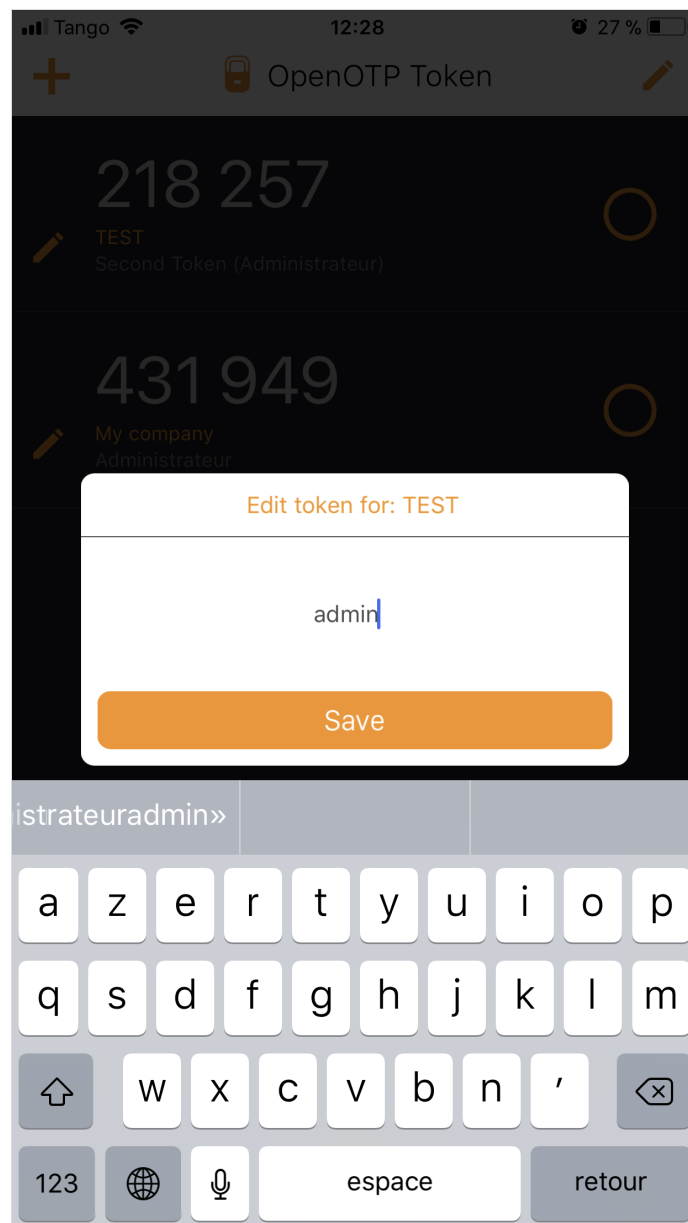 Tango 12:28 27 %
OpenOTP Token
218 257
TEST
Second Token (Administrateur)
431 949
My company
Administrateur
Edit token for: TEST
admin
Save
istrateuradmin»
a z e r t y u i o p
q s d f g h j k l m
w x c v b n ’
123 espace retour